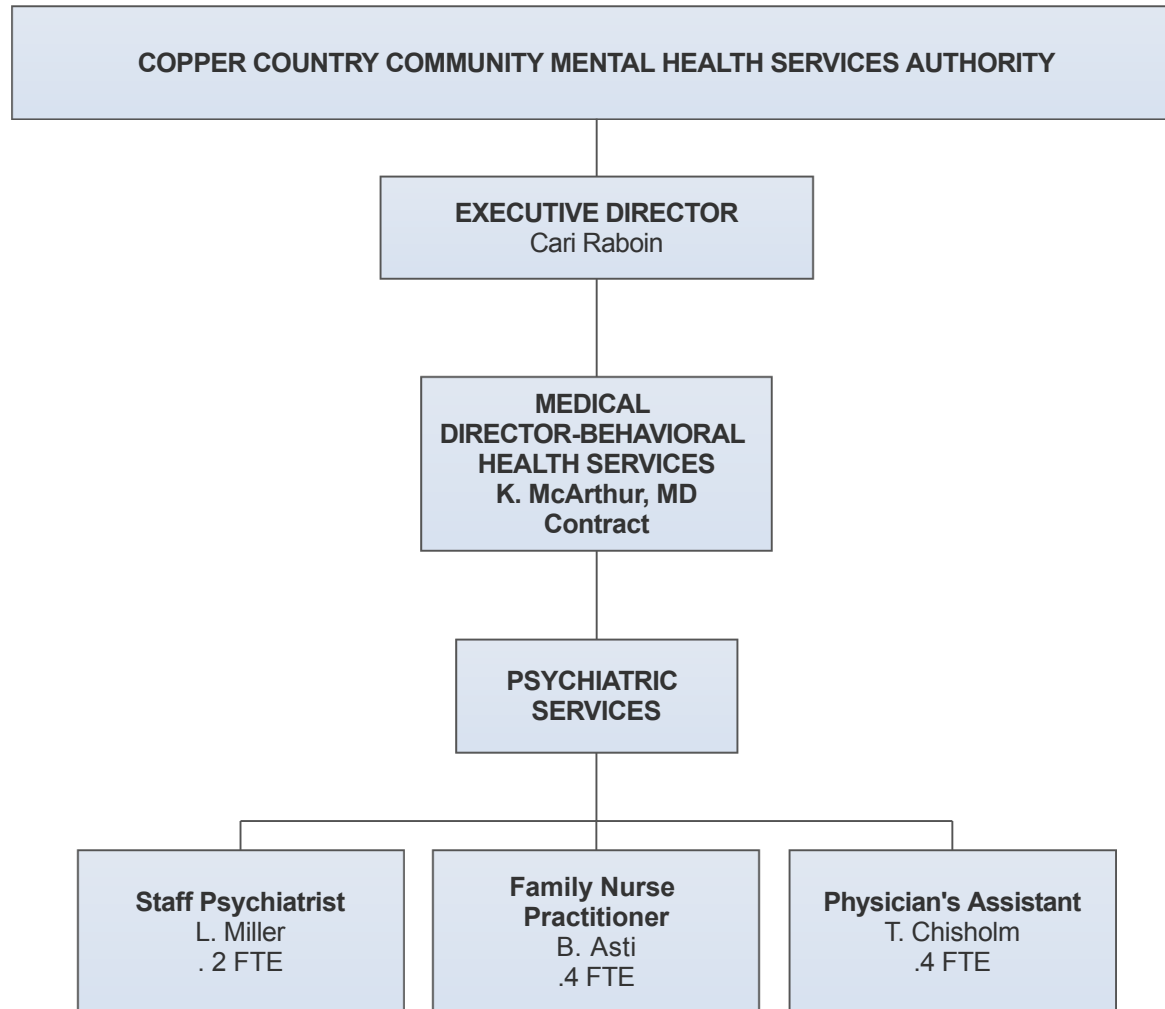 COPPER COUNTRY COMMUNITY MENTAL HEALTH SERVICES AUTHORITY
EXECUTIVE DIRECTOR
Cari Raboin
MEDICAL
DIRECTOR-BEHAVIORAL
HEALTH SERVICES
K. McArthur, MD
Contract
PSYCHIATRIC
SERVICES
Staff Psychiatrist
L. Miller
. 2 FTE
Family Nurse
Practitioner
B. Asti
.4 FTE
Physician's Assistant
T. Chisholm
.4 FTE